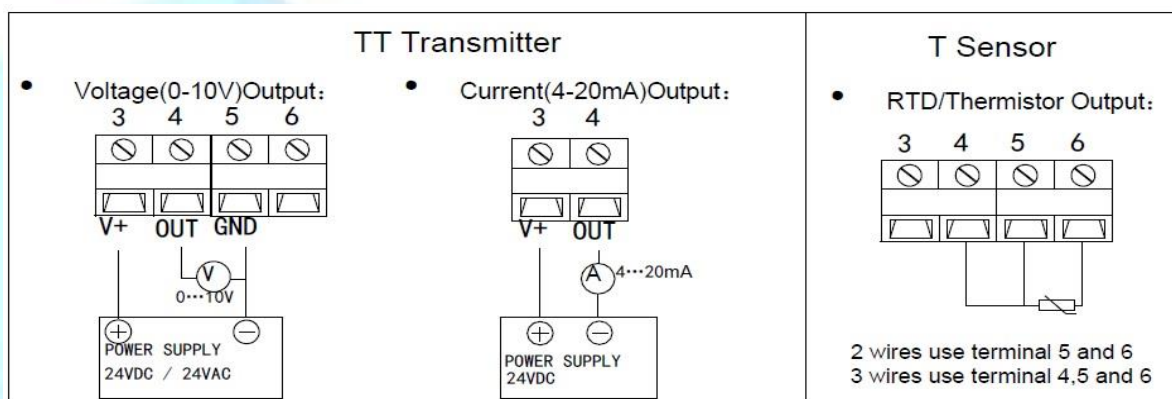 TT Transmitter
• Voltage(0-10V)Output:
3 4 5 6
V+ OUT GND
V
0···10V
+ −
POWER SUPPLY
24VDC / 24VAC
• Current(4-20mA)Output:
3 4
V+ OUT
A 4···20mA
+ −
POWER SUPPLY
24VDC
T Sensor
• RTD/Thermistor Output:
3 4 5 6
2 wires use terminal 5 and 6
3 wires use terminal 4,5 and 6